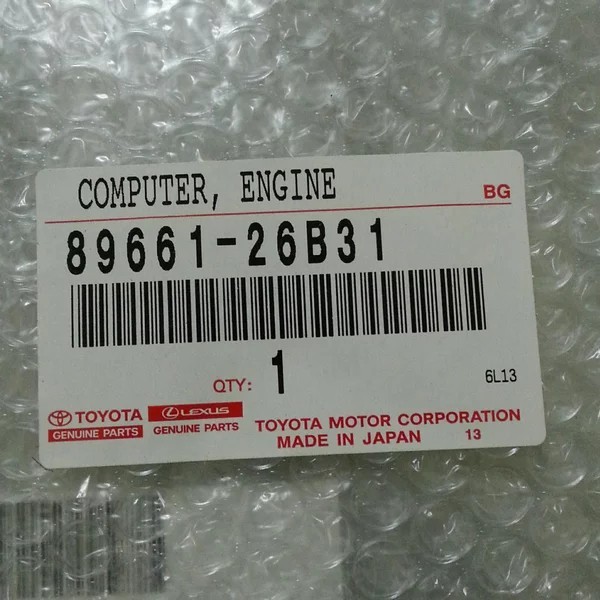 COMPUTER, ENGINE BG
89661-26B31
QTY: 1
6L13
TOYOTA LEXUS
GENUINE PARTS GENUINE PARTS
TOYOTA MOTOR CORPORATION
MADE IN JAPAN 13